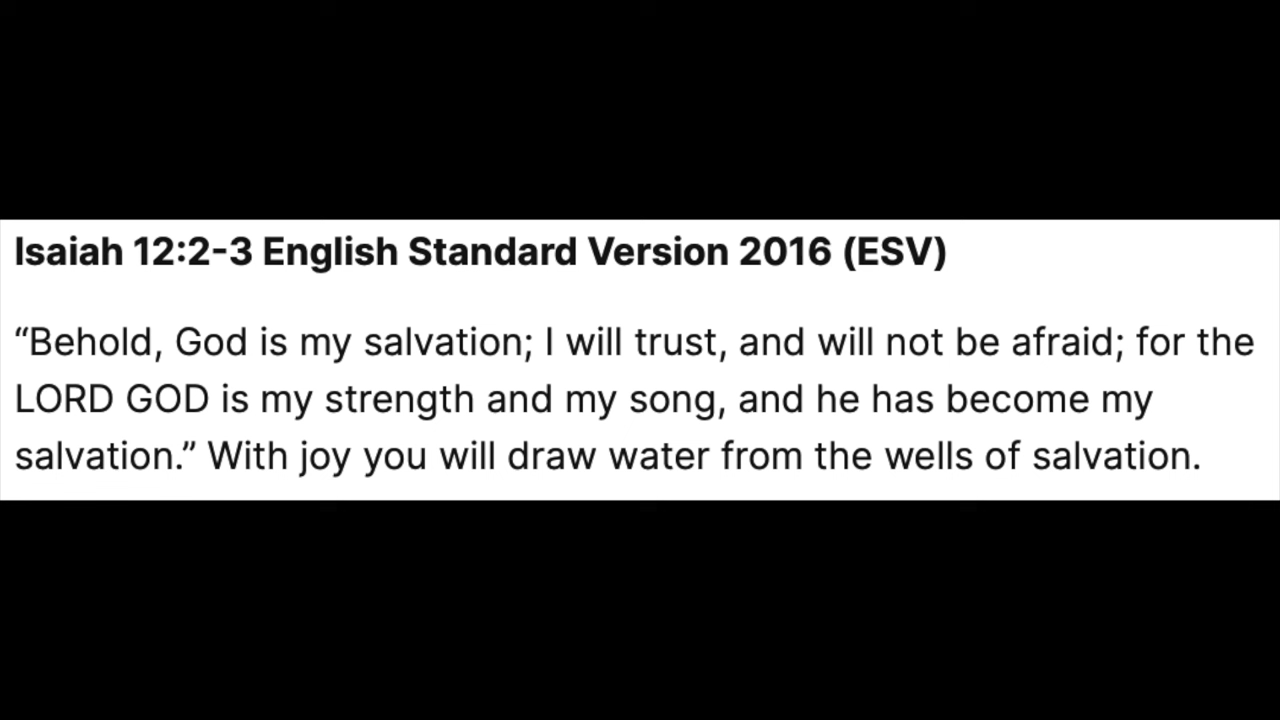 Isaiah 12:2-3 English Standard Version 2016 (ESV)
“Behold, God is my salvation; I will trust, and will not be afraid; for the
LORD GOD is my strength and my song, and he has become my
salvation.” With joy you will draw water from the wells of salvation.